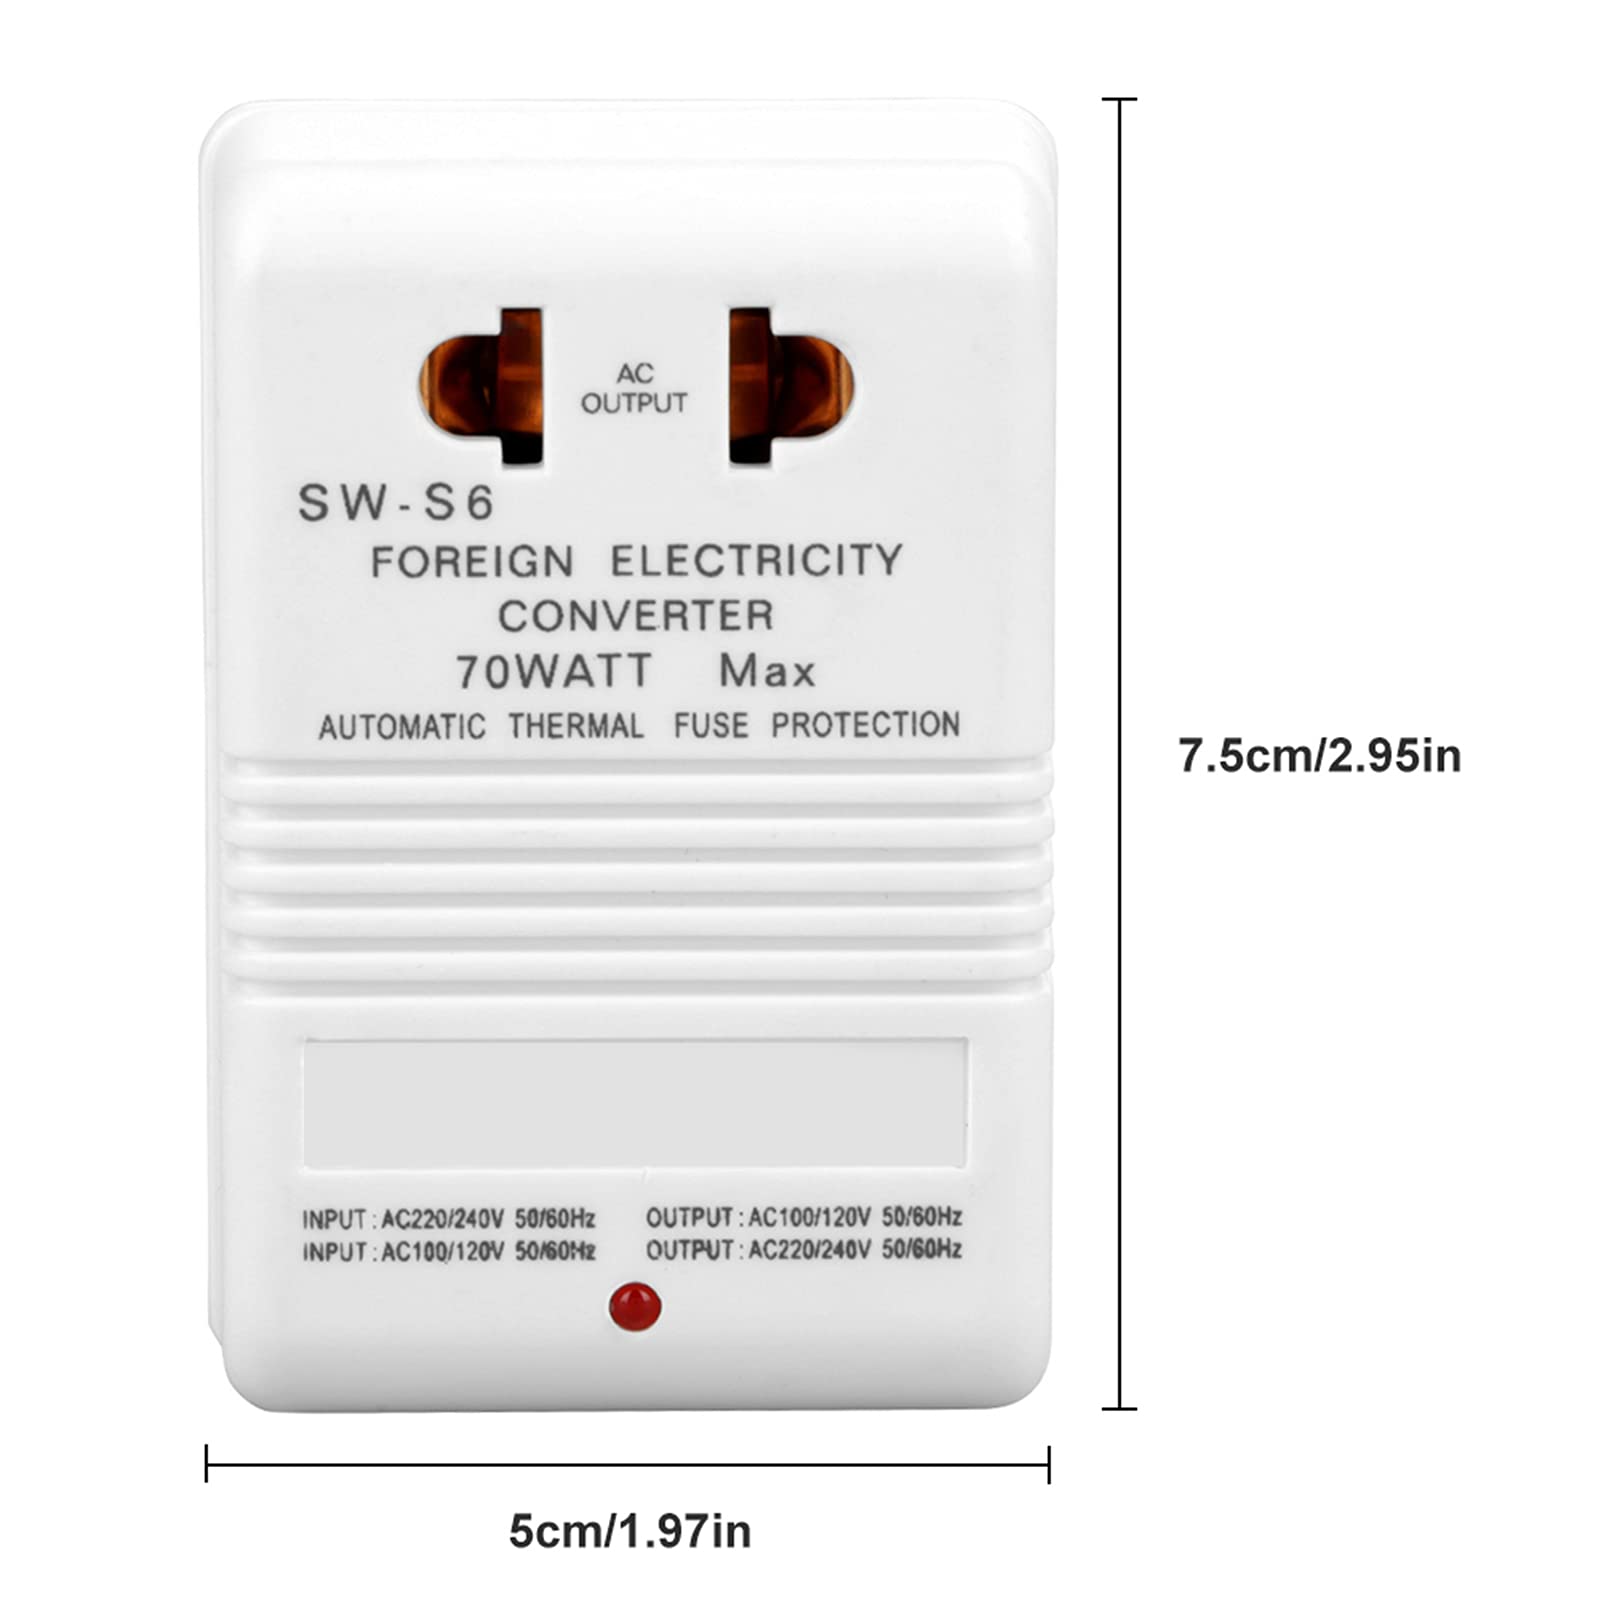 AC
OUTPUT
SW-S6
FOREIGN ELECTRICITY
CONVERTER
70WATT Max
AUTOMATIC THERMAL FUSE PROTECTION
7.5cm/2.95in
INPUT : AC220/240V 50/60Hz OUTPUT : AC100/120V 50/60Hz
INPUT : AC100/120V 50/60Hz OUTPUT : AC220/240V 50/60Hz
5cm/1.97in